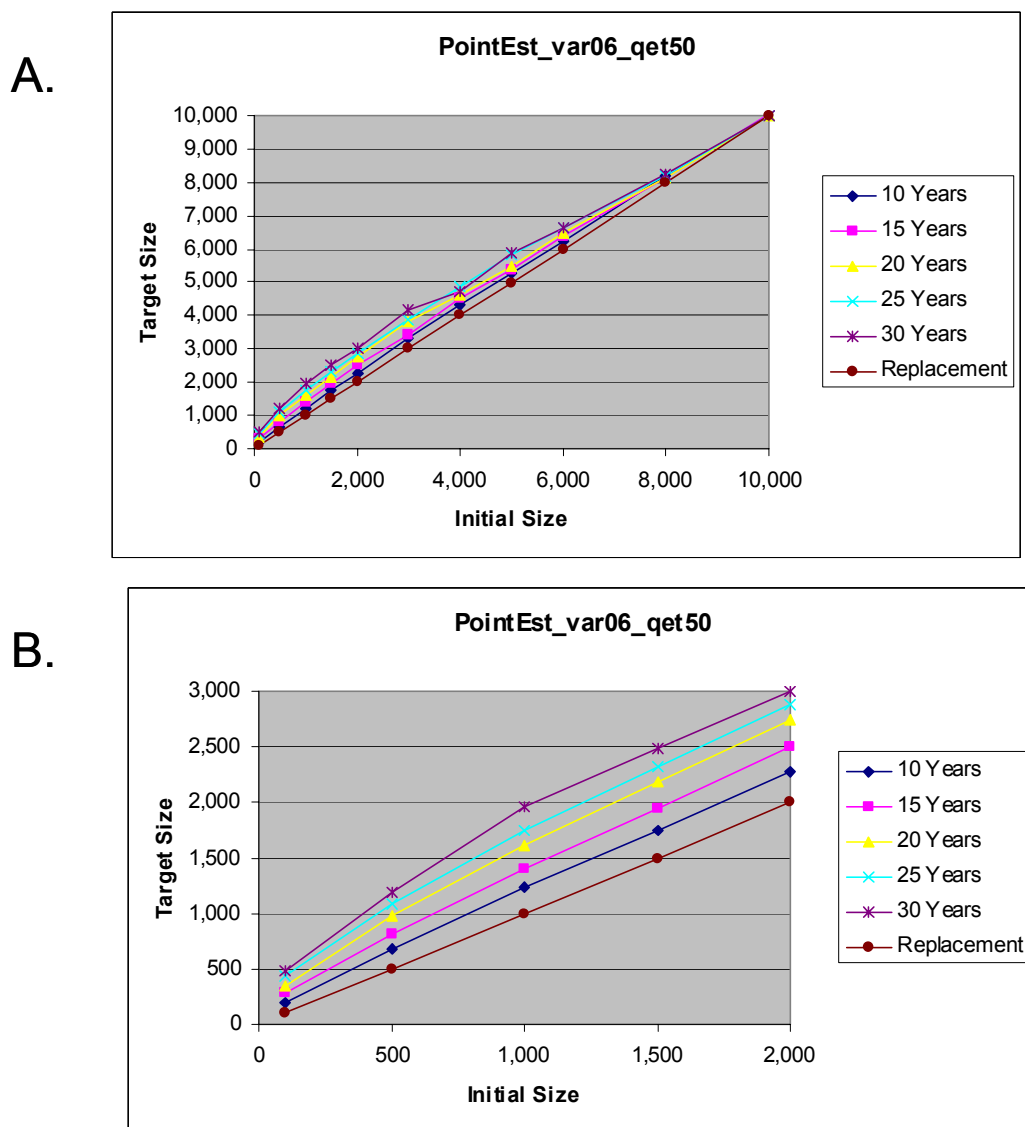 A.
PointEst_var06_qet50
Target Size
10,000
9,000
8,000
7,000
6,000
5,000
4,000
3,000
2,000
1,000
0
0 2,000 4,000 6,000 8,000 10,000
Initial Size
10 Years
15 Years
20 Years
25 Years
30 Years
Replacement
B.
PointEst_var06_qet50
Target Size
3,000
2,500
2,000
1,500
1,000
500
0
0 500 1,000 1,500 2,000
Initial Size
10 Years
15 Years
20 Years
25 Years
30 Years
Replacement